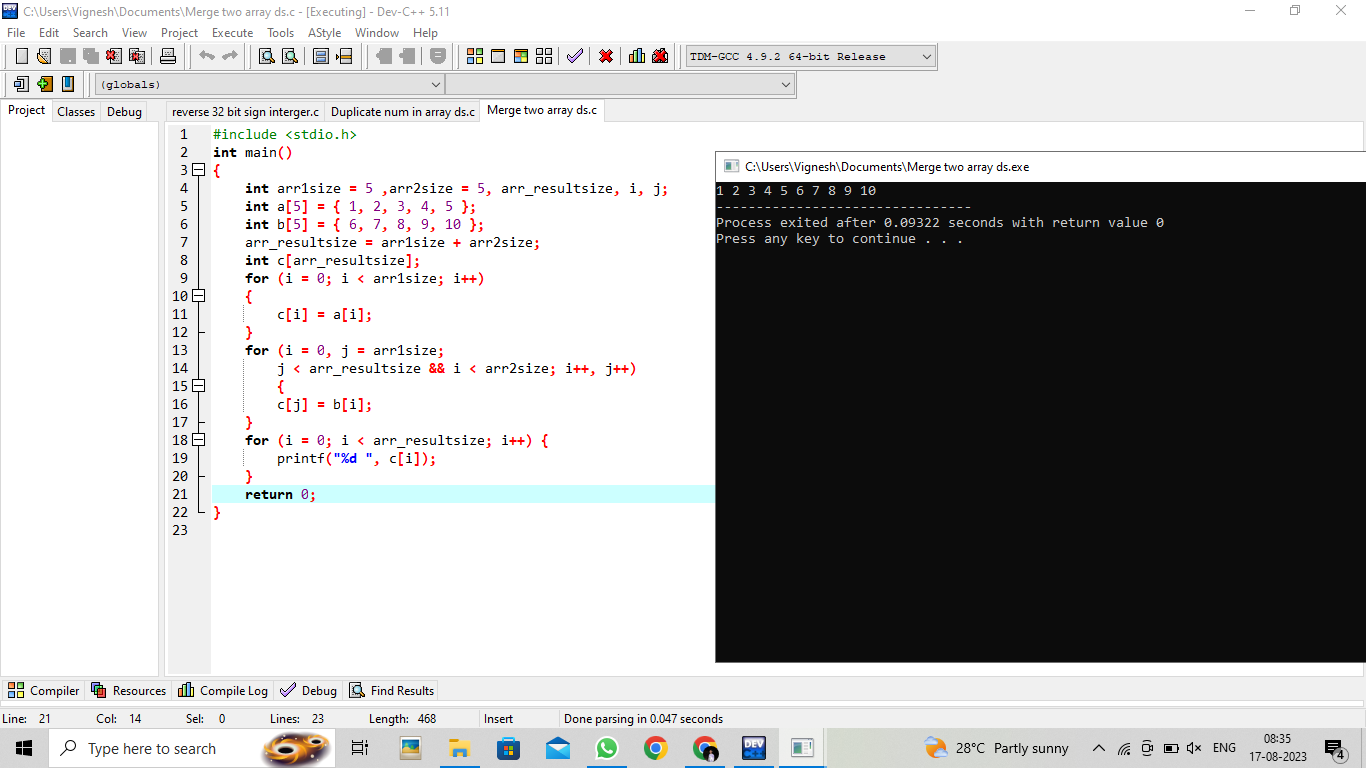 C:\Users\Vignesh\Documents\Merge two array ds.c - [Executing] - Dev-C++ 5.11
File Edit Search View Project Execute Tools AStyle Window Help
TDM-GCC 4.9.2 64-bit Release
(globals)
Project Classes Debug
reverse 32 bit sign interger.c Duplicate num in array ds.c Merge two array ds.c
1 #include <stdio.h>
2 int main()
3 {
4 int arr1size = 5 ,arr2size = 5, arr_resultsize, i, j;
5 int a[5] = { 1, 2, 3, 4, 5 };
6 int b[5] = { 6, 7, 8, 9, 10 };
7 arr_resultsize = arr1size + arr2size;
8 int c[arr_resultsize];
9 for (i = 0; i < arr1size; i++)
10 {
11 c[i] = a[i];
12 }
13 for (i = 0, j = arr1size;
14 j < arr_resultsize && i < arr2size; i++, j++)
15 {
16 c[j] = b[i];
17 }
18 for (i = 0; i < arr_resultsize; i++) {
19 printf("%d ", c[i]);
20 }
21 return 0;
22 }
23
C:\Users\Vignesh\Documents\Merge two array ds.exe
1 2 3 4 5 6 7 8 9 10
--------------------------------
Process exited after 0.09322 seconds with return value 0
Press any key to continue . . .
Compiler Resources Compile Log Debug Find Results
Line: 21 Col: 14 Sel: 0 Lines: 23 Length: 468 Insert Done parsing in 0.047 seconds
Type here to search
DEV
28°C Partly sunny
ENG
08:35
17-08-2023
4